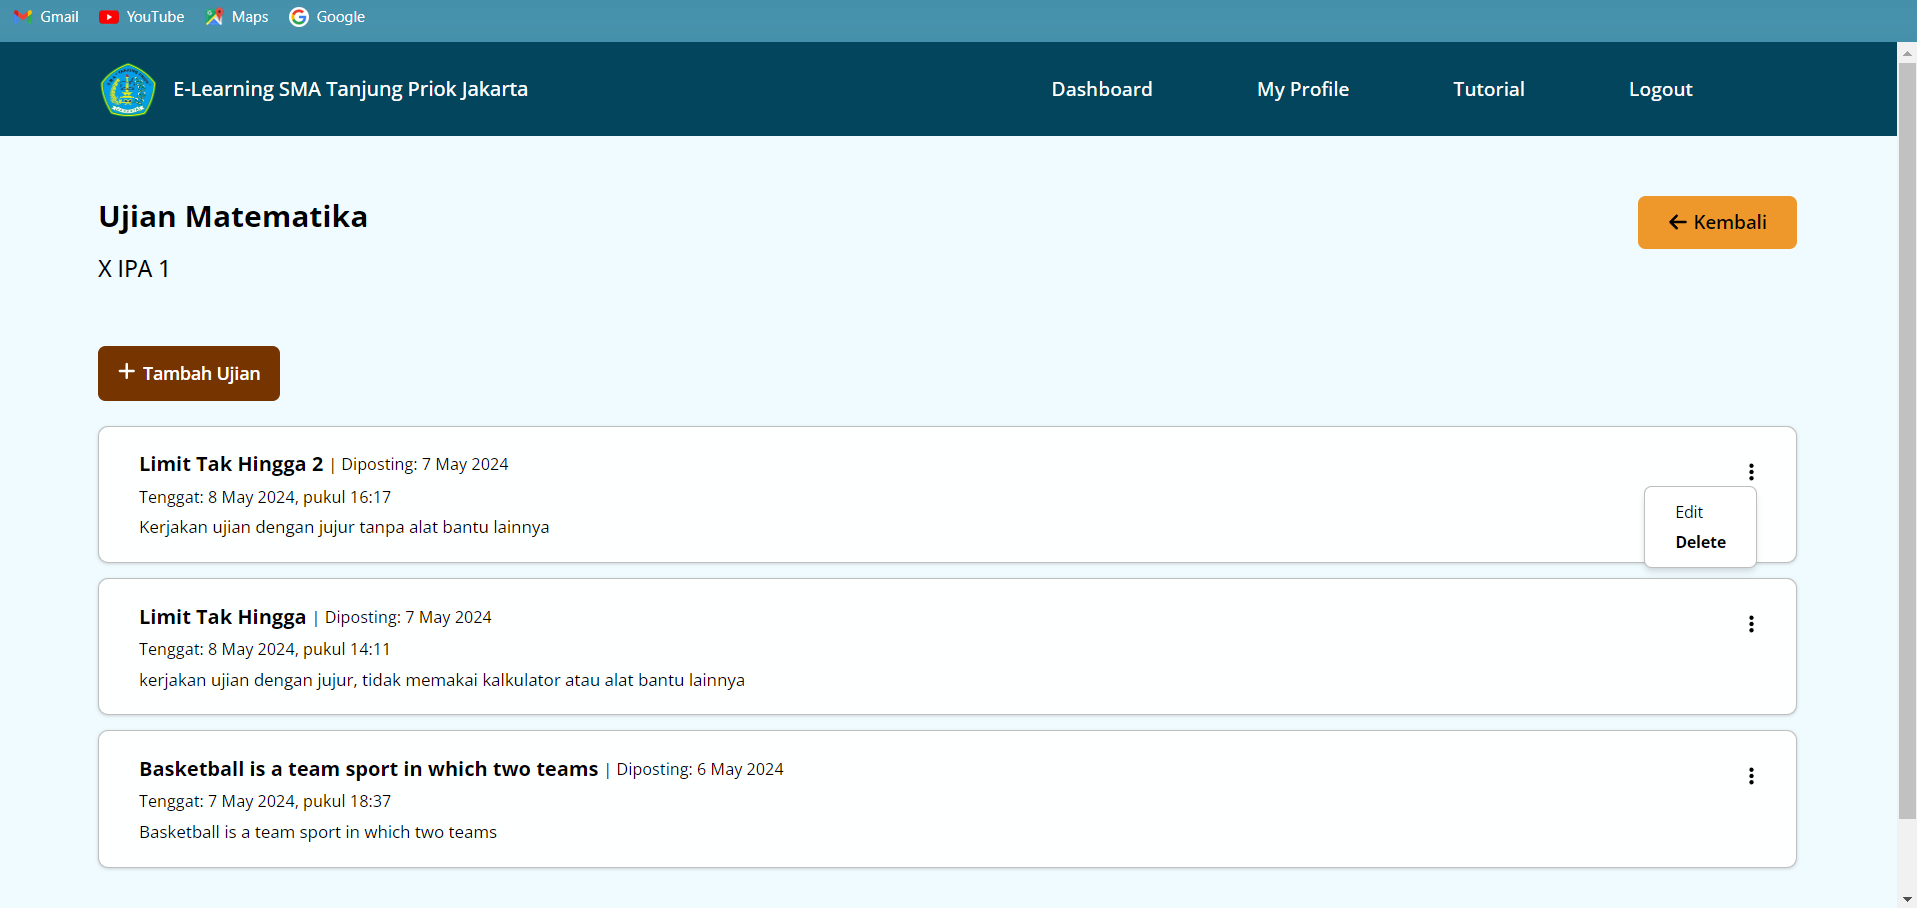 Gmail YouTube Maps Google
E-Learning SMA Tanjung Priok Jakarta Dashboard My Profile Tutorial Logout
Ujian Matematika
← Kembali
X IPA 1
+ Tambah Ujian
Limit Tak Hingga 2 | Diposting: 7 May 2024
Tenggat: 8 May 2024, pukul 16:17
Kerjakan ujian dengan jujur tanpa alat bantu lainnya
Edit
Delete
Limit Tak Hingga | Diposting: 7 May 2024
Tenggat: 8 May 2024, pukul 14:11
kerjakan ujian dengan jujur, tidak memakai kalkulator atau alat bantu lainnya
Basketball is a team sport in which two teams | Diposting: 6 May 2024
Tenggat: 7 May 2024, pukul 18:37
Basketball is a team sport in which two teams